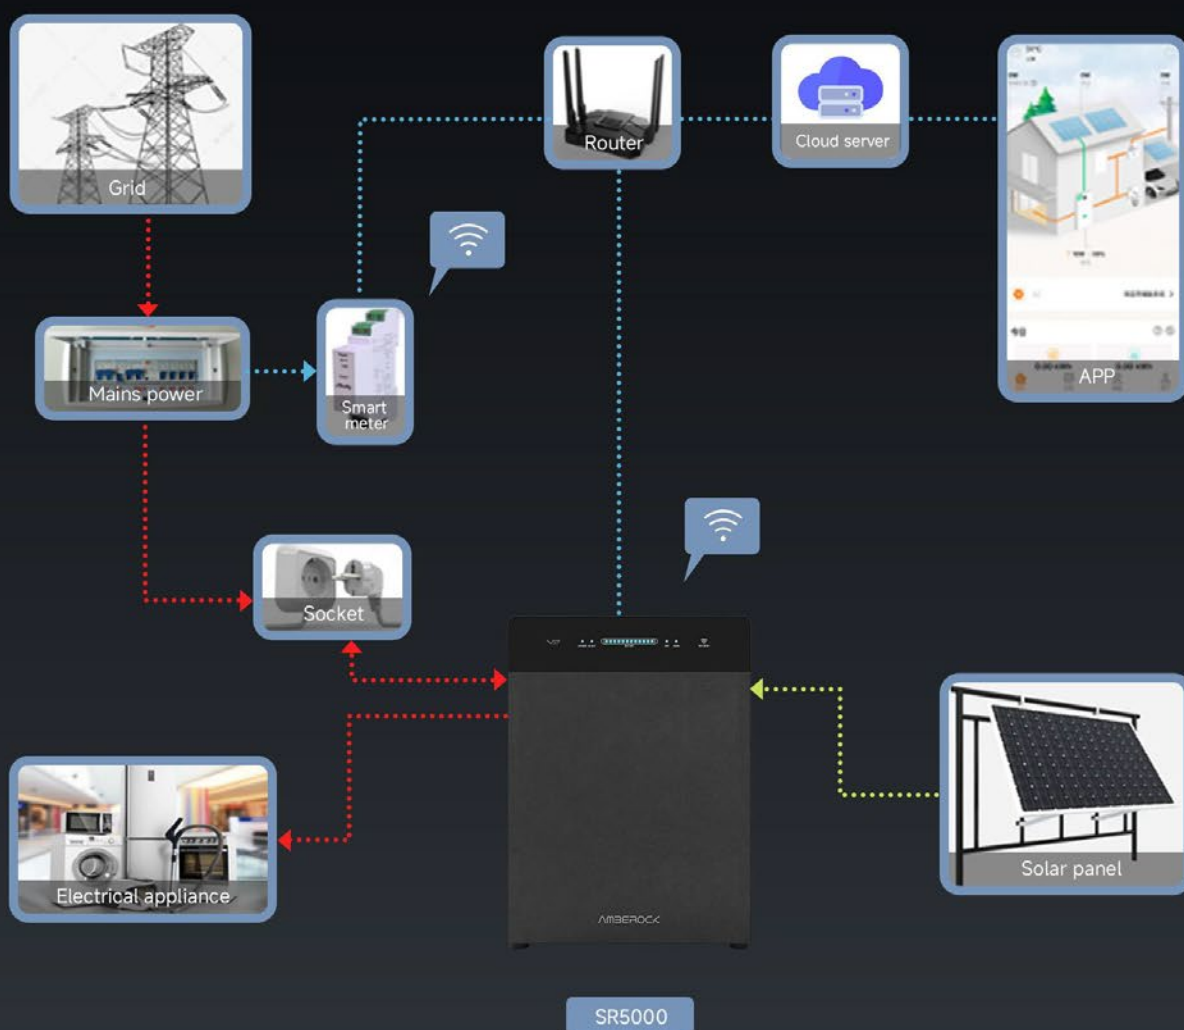 Grid
Router
Cloud server
Mains power
Smart
meter
APP
Socket
Electrical appliance
Solar panel
AMBEROCK
SR5000